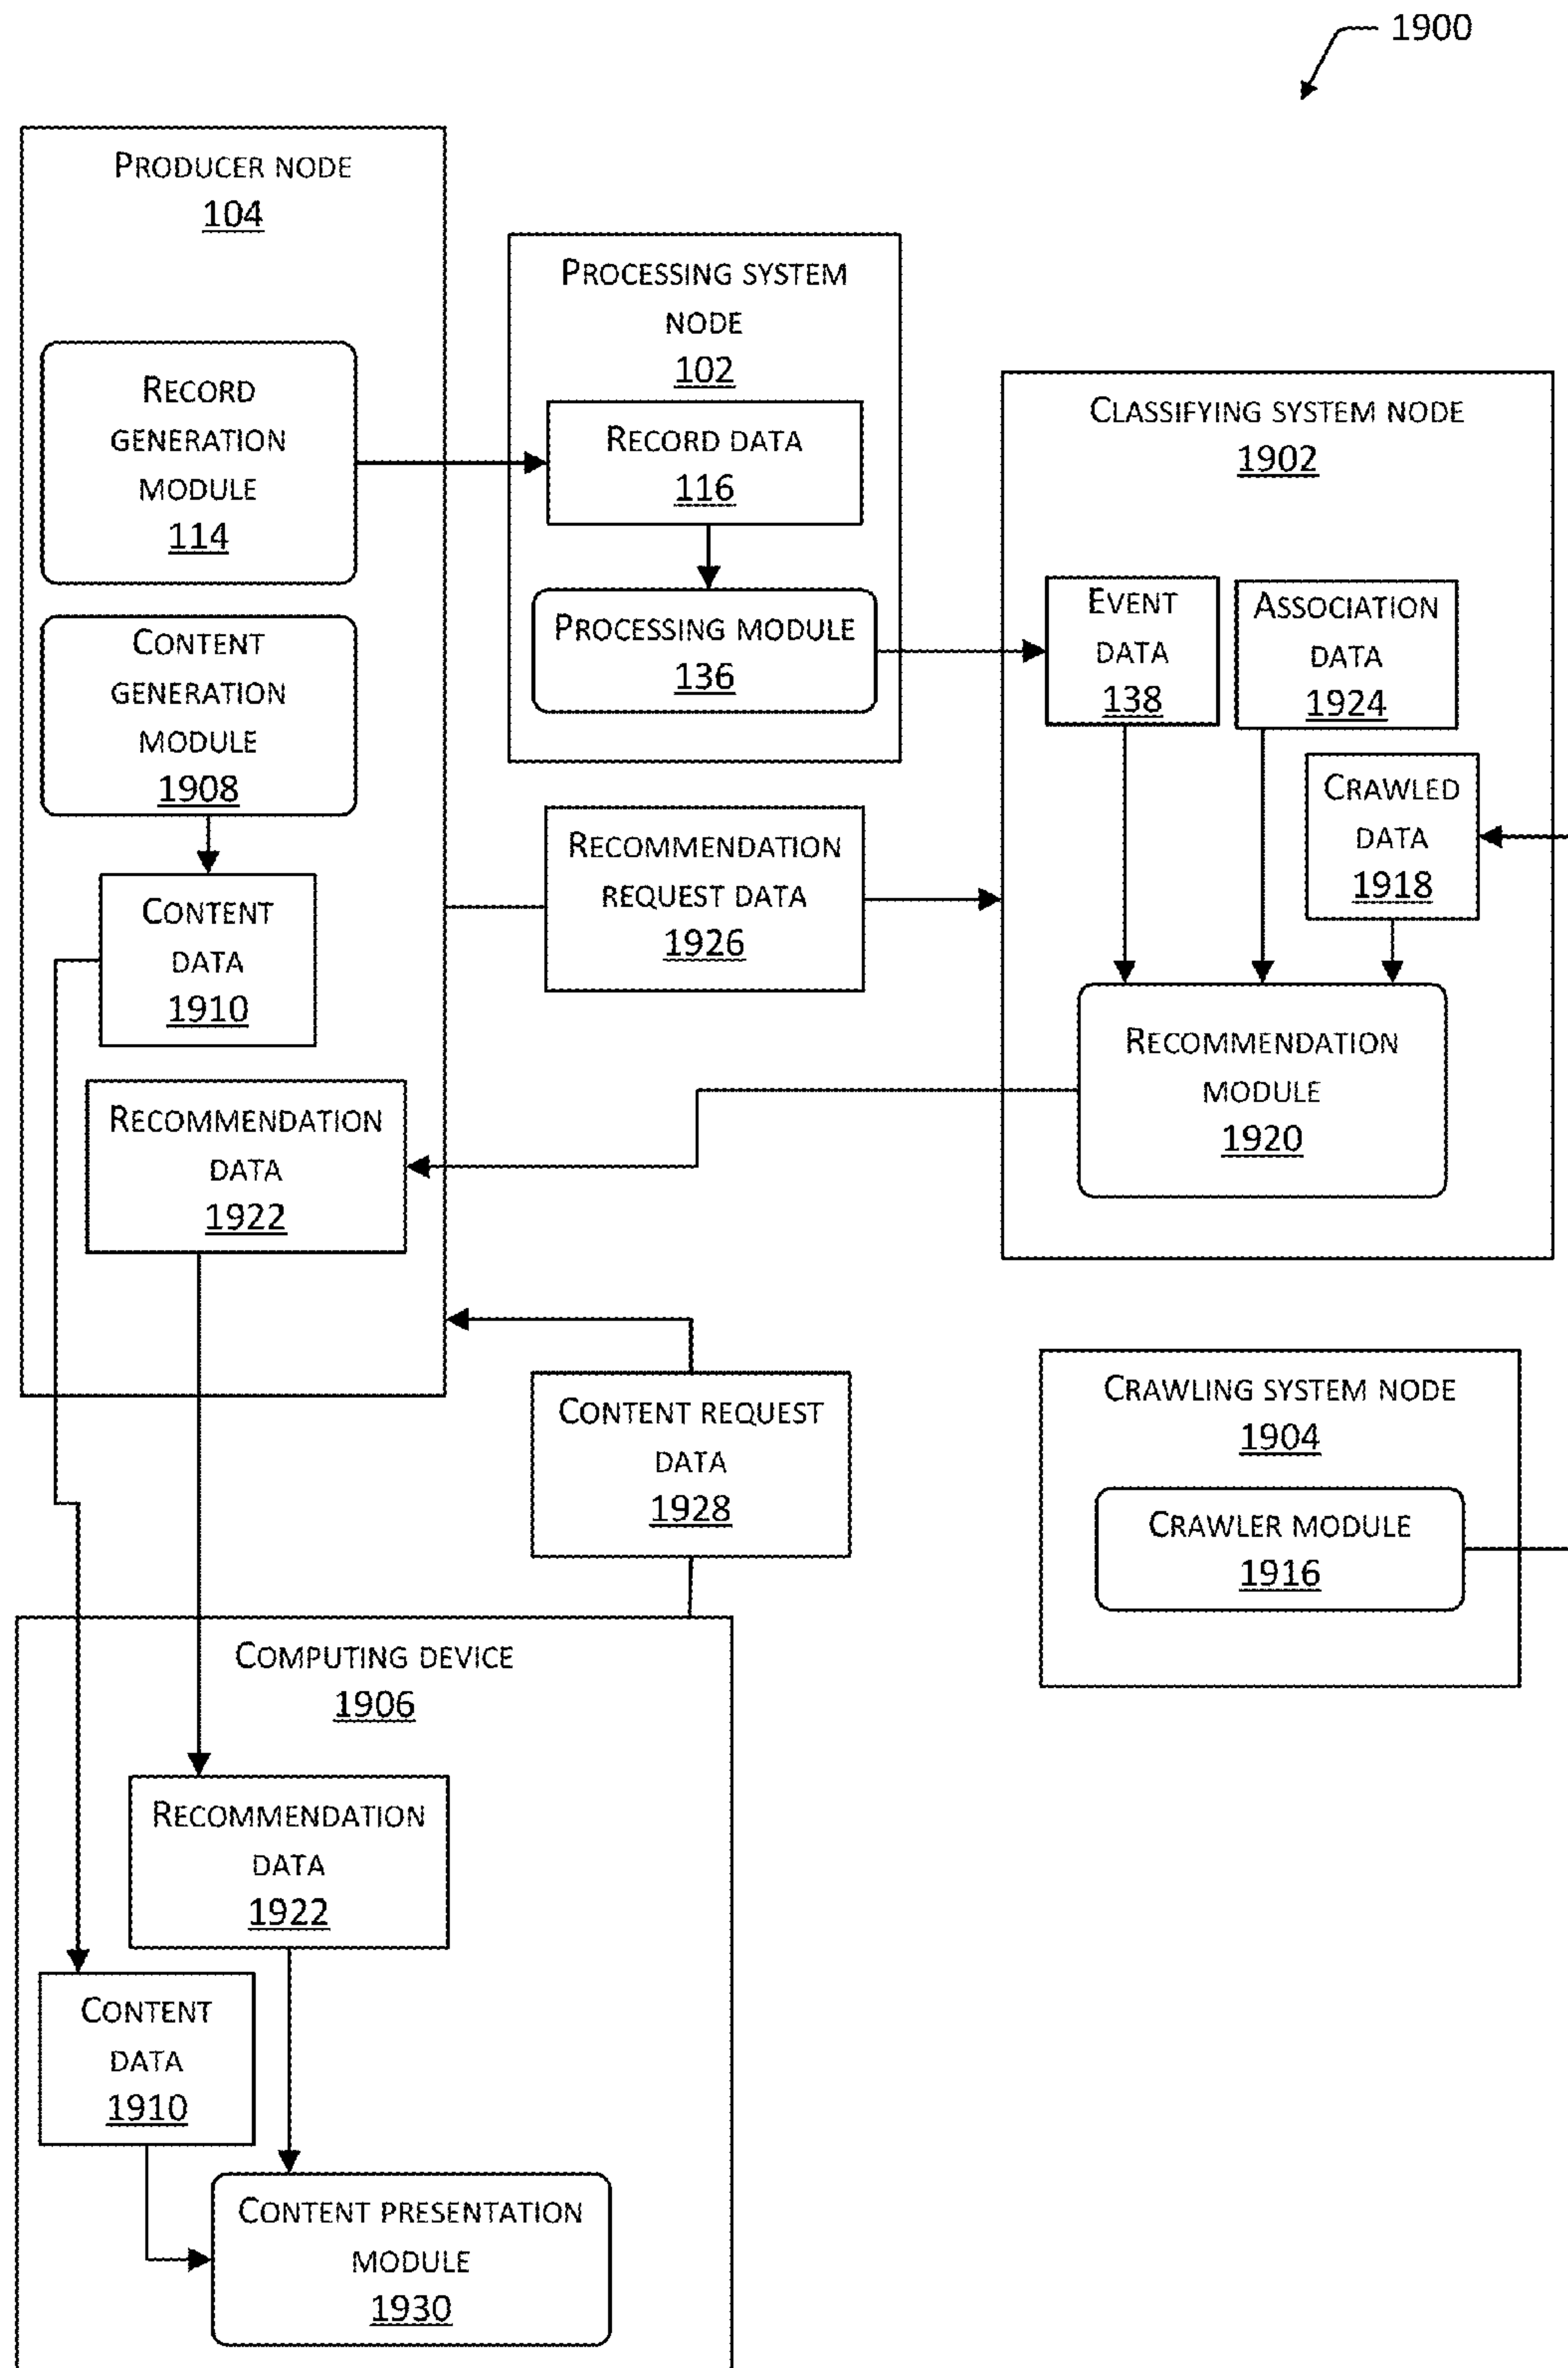 1900
PRODUCER NODE
104
RECORD
GENERATION
MODULE
114
CONTENT
GENERATION
MODULE
1908
CONTENT
DATA
1910
RECOMMENDATION
DATA
1922
PROCESSING SYSTEM
NODE
102
RECORD DATA
116
PROCESSING MODULE
136
RECOMMENDATION
REQUEST DATA
1926
CLASSIFYING SYSTEM NODE
1902
EVENT
DATA
138
ASSOCIATION
DATA
1924
CRAWLED
DATA
1918
RECOMMENDATION
MODULE
1920
CONTENT REQUEST
DATA
1928
CRAWLING SYSTEM NODE
1904
CRAWLER MODULE
1916
COMPUTING DEVICE
1906
RECOMMENDATION
DATA
1922
CONTENT
DATA
1910
CONTENT PRESENTATION
MODULE
1930